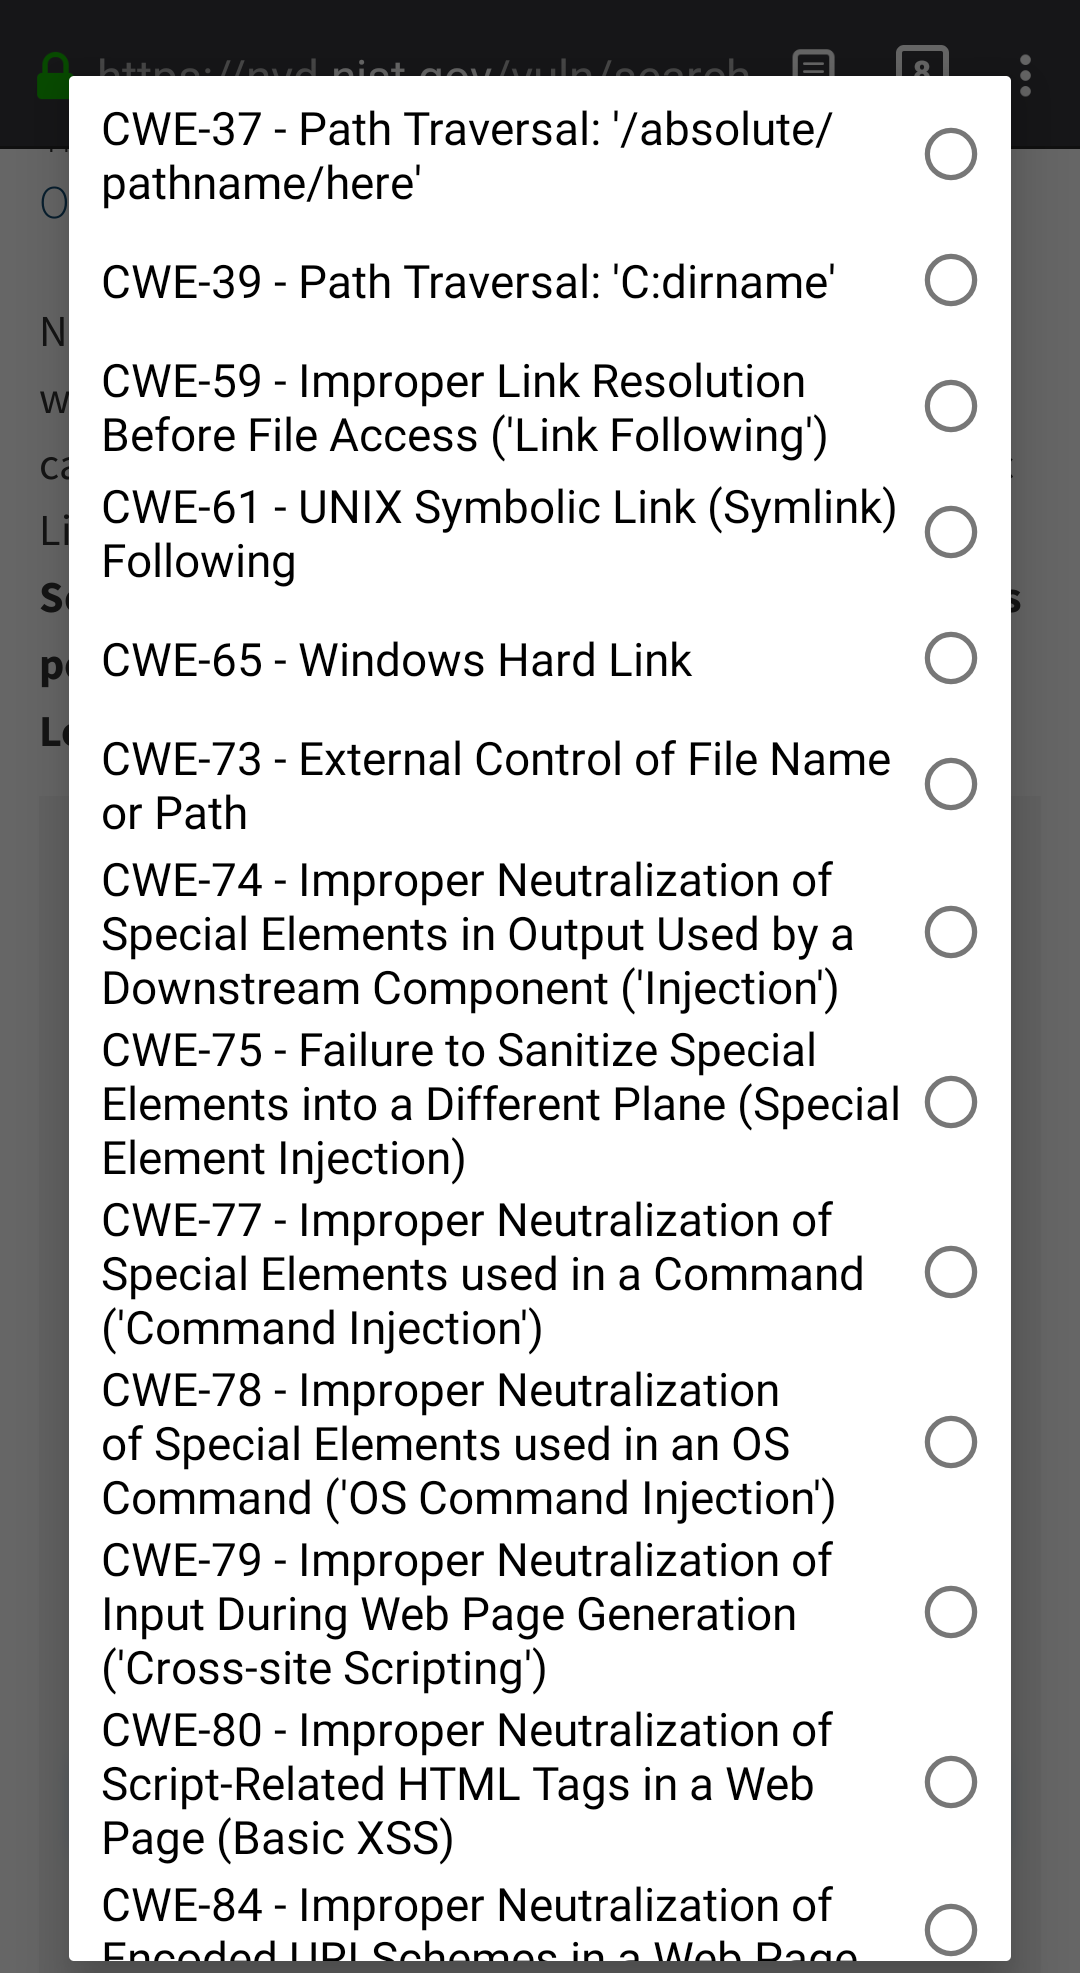 https://nvd.nist.gov/vuln/search
8
CWE-37 - Path Traversal: '/absolute/
pathname/here'
CWE-39 - Path Traversal: 'C:dirname'
CWE-59 - Improper Link Resolution
Before File Access ('Link Following')
CWE-61 - UNIX Symbolic Link (Symlink)
Following
CWE-65 - Windows Hard Link
CWE-73 - External Control of File Name
or Path
CWE-74 - Improper Neutralization of
Special Elements in Output Used by a
Downstream Component ('Injection')
CWE-75 - Failure to Sanitize Special
Elements into a Different Plane (Special
Element Injection)
CWE-77 - Improper Neutralization of
Special Elements used in a Command
('Command Injection')
CWE-78 - Improper Neutralization
of Special Elements used in an OS
Command ('OS Command Injection')
CWE-79 - Improper Neutralization of
Input During Web Page Generation
('Cross-site Scripting')
CWE-80 - Improper Neutralization of
Script-Related HTML Tags in a Web
Page (Basic XSS)
CWE-84 - Improper Neutralization of
Encoded URI Schemes in a Web Page